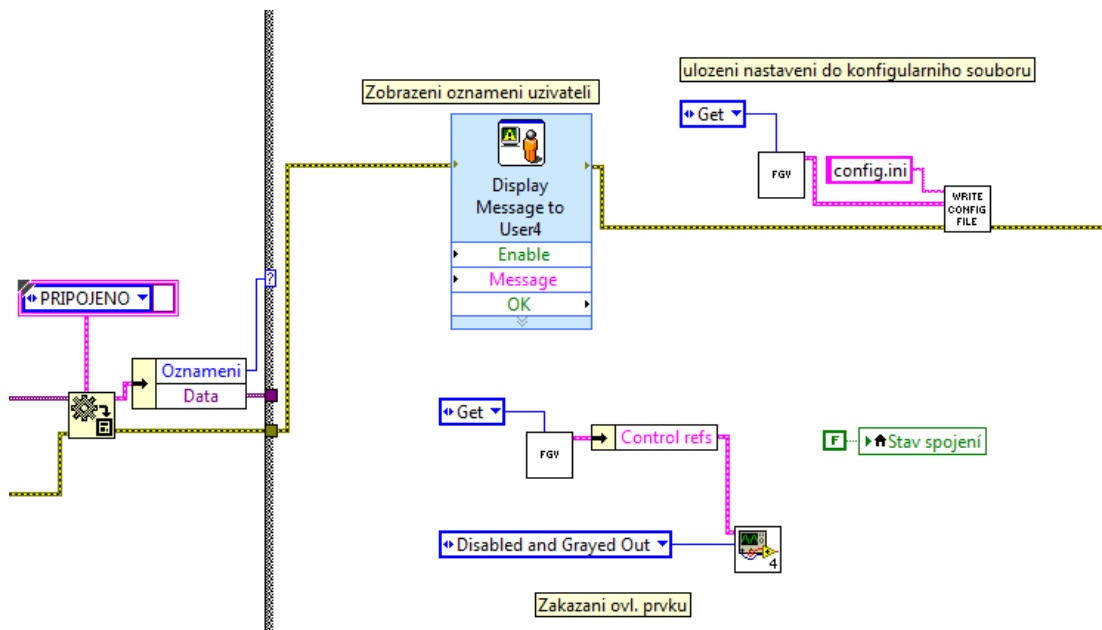 ulozeni nastaveni do konfigularniho souboru
Zobrazeni oznameni uzivateli
Get
FGV
config.ini
WRITE
CONFIG
FILE
Display
Message to
User4
Enable
Message
OK
?
PRIPOJENO
Oznameni
Data
Get
FGV
Control refs
F
Stav spojení
Disabled and Grayed Out
4
Zakazani ovl. prvku